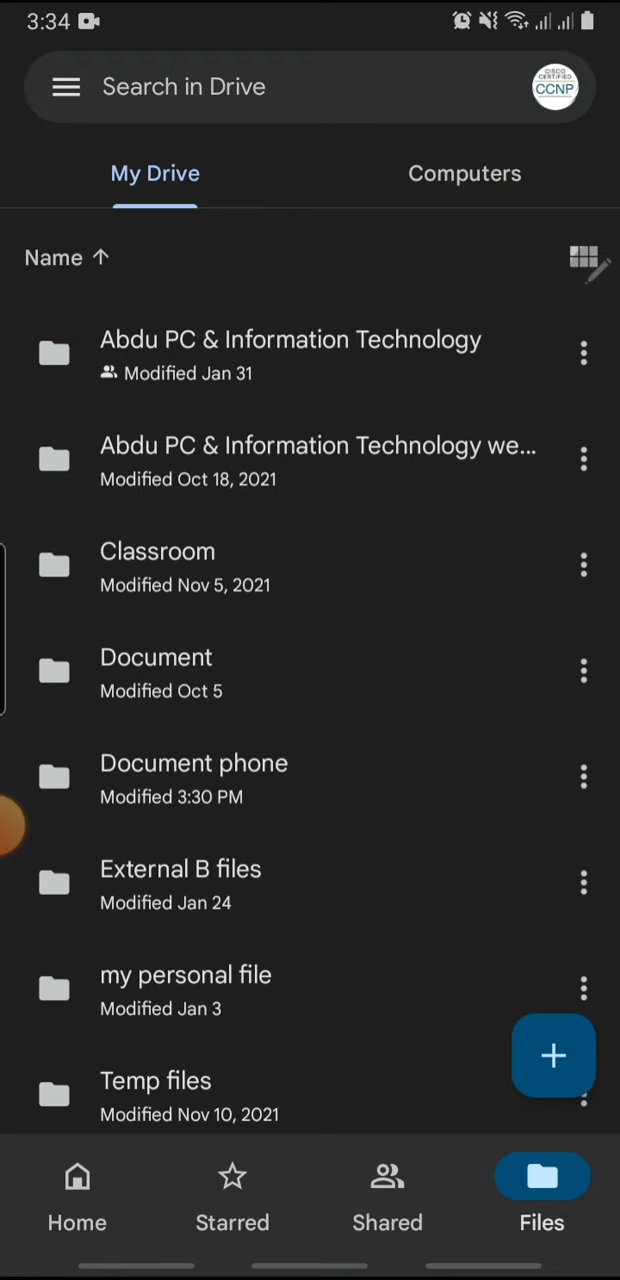 3:34
Search in Drive
CISCO
CERTIFIED
CCNP
My Drive
Computers
Name
Abdu PC & Information Technology
Modified Jan 31
Abdu PC & Information Technology we...
Modified Oct 18, 2021
Classroom
Modified Nov 5, 2021
Document
Modified Oct 5
Document phone
Modified 3:30 PM
External B files
Modified Jan 24
my personal file
Modified Jan 3
Temp files
Modified Nov 10, 2021
Home
Starred
Shared
Files